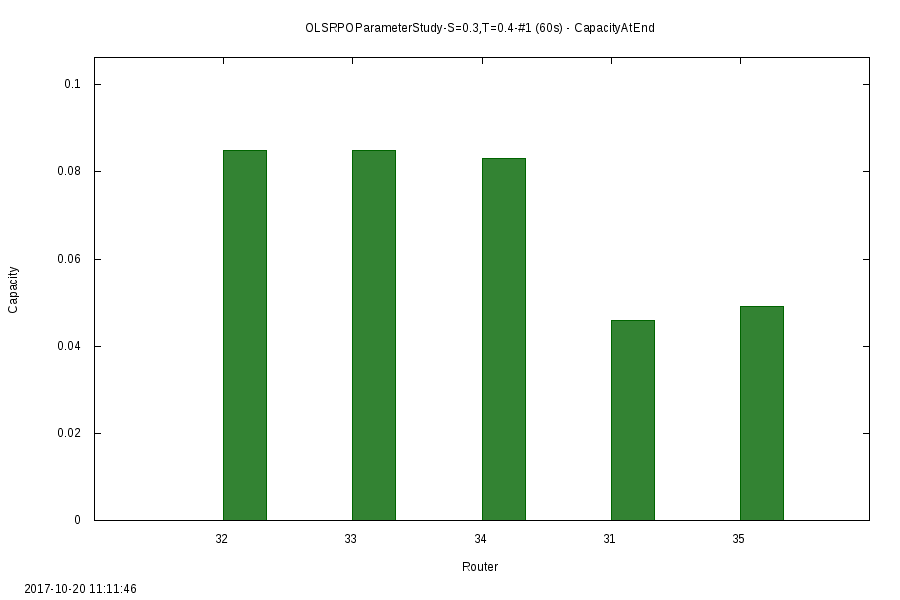 OLSRPOParameterStudy-S=0.3,T=0.4-#1 (60s) - CapacityAtEnd
0.1
0.08
0.06
0.04
0.02
0
Capacity
32 33 34 31 35
Router
2017-10-20 11:11:46